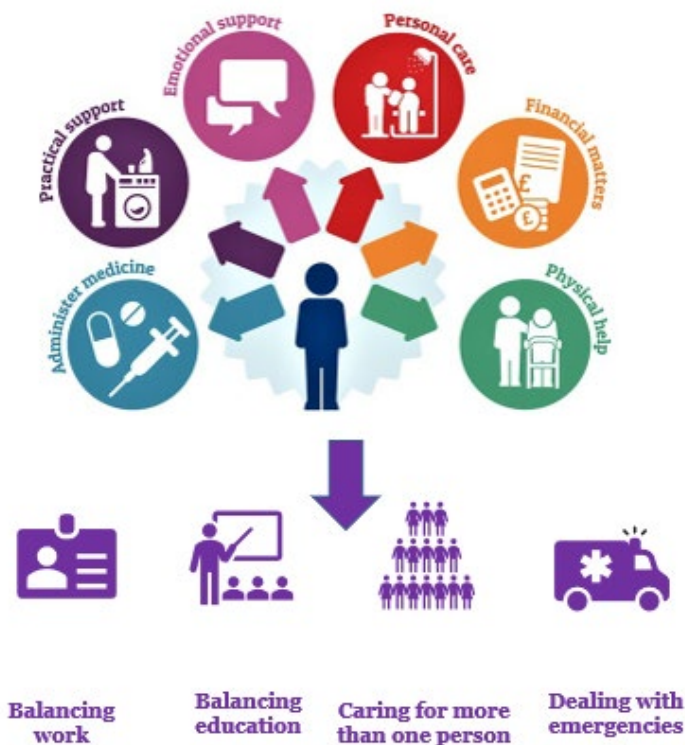 Administer medicine
Practical support
Emotional support
Personal care
Financial matters
Physical help
£
£
Balancing
work
Balancing
education
Caring for more
than one person
Dealing with
emergencies